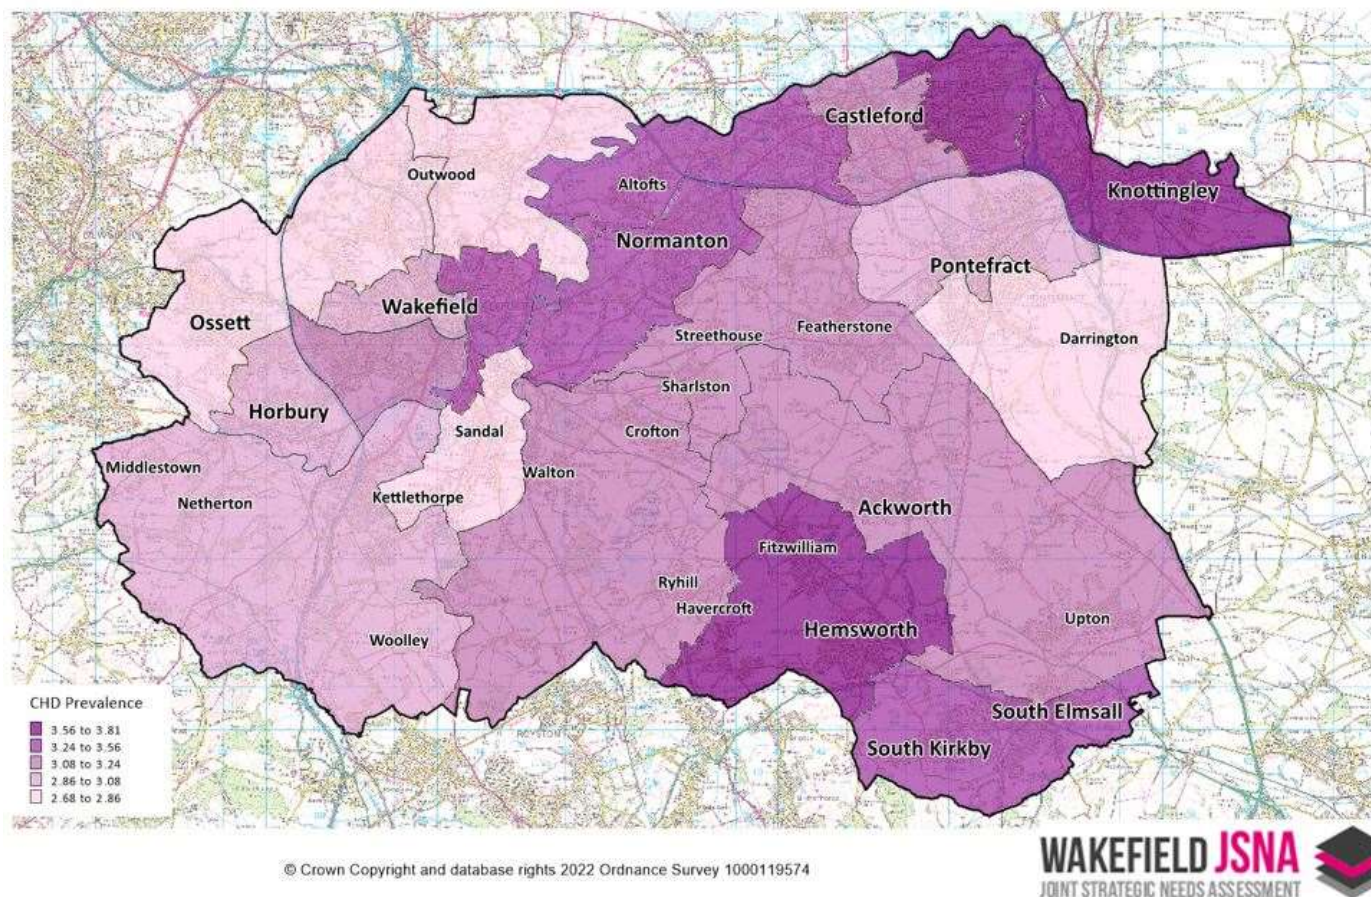 Castleford
Outwood
Altofts
Knottingley
Normanton
Pontefract
Wakefield
Ossett
Featherstone
Streethouse
Darrington
Sharlston
Horbury
Sandal
Crofton
Middlestown
Walton
Netherton
Kettlethorpe
Ackworth
Fitzwilliam
Ryhill
Havercroft
Upton
Hemsworth
Woolley
CHD Prevalence
3.56 to 3.81
3.24 to 3.56
3.08 to 3.24
2.86 to 3.08
2.68 to 2.86
South Elmsall
South Kirkby
ROYSTON
© Crown Copyright and database rights 2022 Ordnance Survey 1000119574
WAKEFIELD JSNA
JOINT STRATEGIC NEEDS ASSESSMENT